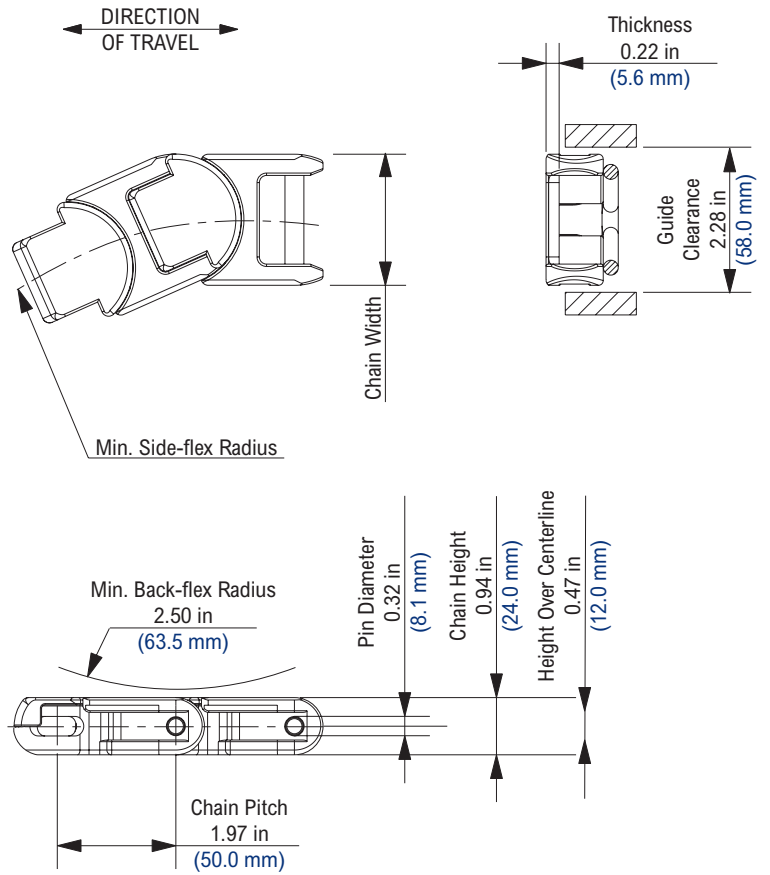 DIRECTION
OF TRAVEL
Thickness
0.22 in
(5.6 mm)
Guide
Clearance
2.28 in
(58.0 mm)
Chain Width
Min. Side-flex Radius
Min. Back-flex Radius
2.50 in
(63.5 mm)
Pin Diameter
0.32 in
(8.1 mm)
Chain Height
0.94 in
(24.0 mm)
Height Over Centerline
0.47 in
(12.0 mm)
Chain Pitch
1.97 in
(50.0 mm)